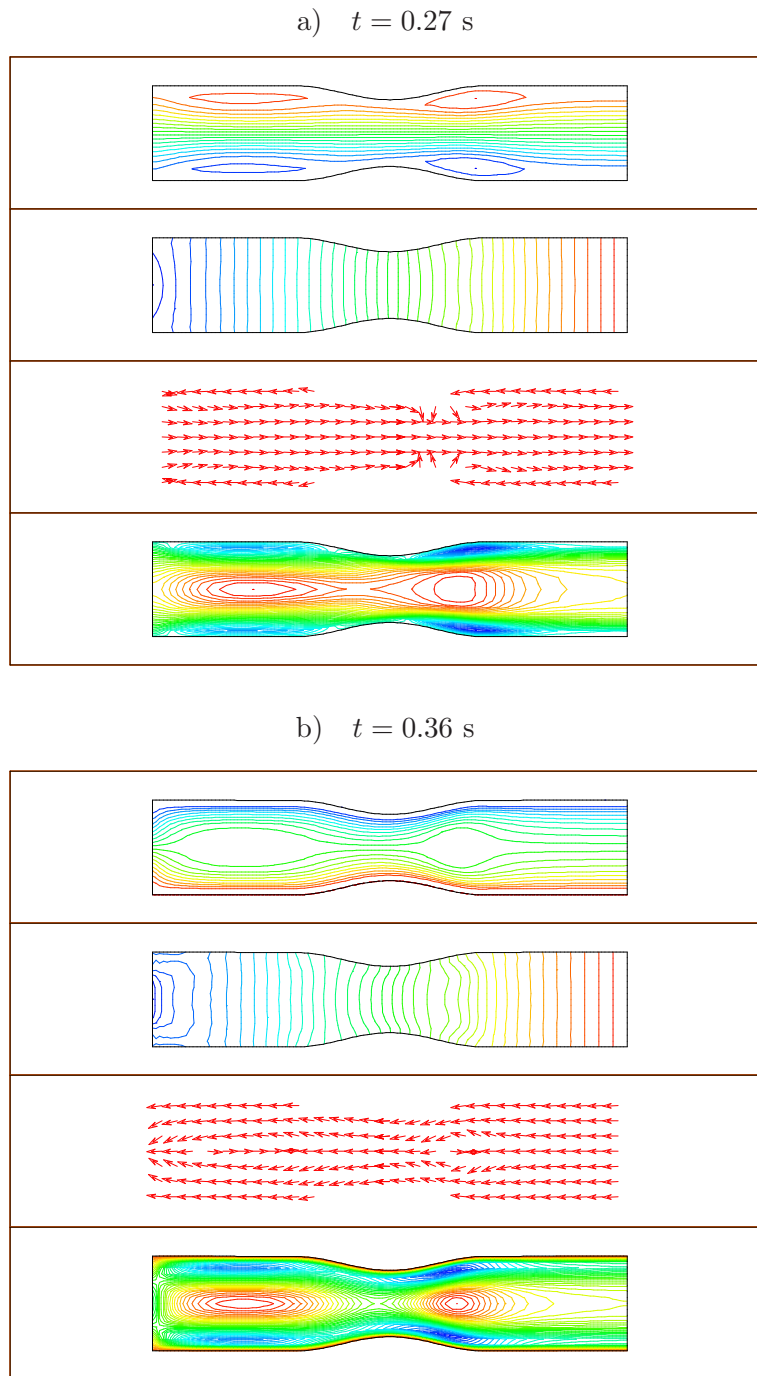 a) t = 0.27 s
b) t = 0.36 s